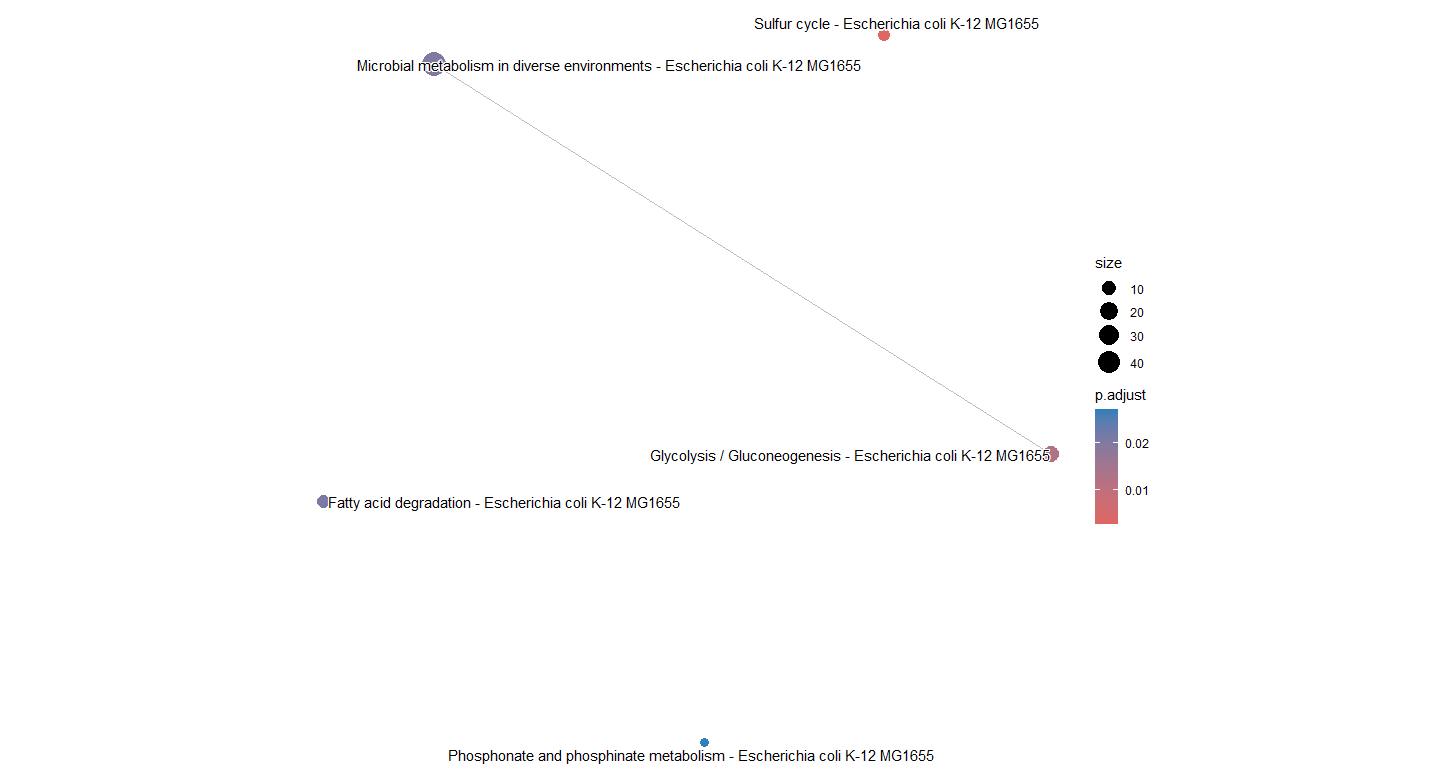 Sulfur cycle - Escherichia coli K-12 MG1655
Microbial metabolism in diverse environments - Escherichia coli K-12 MG1655
size
10
20
30
40
p.adjust
0.02
0.01
Glycolysis / Gluconeogenesis - Escherichia coli K-12 MG1655
Fatty acid degradation - Escherichia coli K-12 MG1655
Phosphonate and phosphinate metabolism - Escherichia coli K-12 MG1655